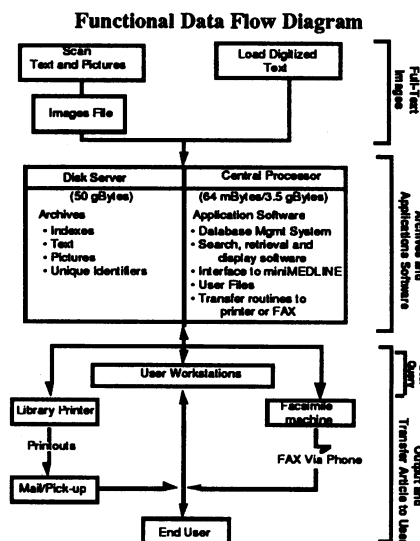 Functional Data Flow Diagram
Scan
Text and Pictures
Load Digitized
Text
Images File
Full-Text
Images
Disk Server
Central Processor
(50 gBytes)
(64 mBytes/3.5 gBytes)
Archives
• Indexes
• Text
• Pictures
• Unique Identifiers
Application Software
• Database Mgmt System
• Search, retrieval and
display software
• Interface to miniMEDLINE
• User Files
• Transfer routines to
printer or FAX
Archives and
Applications Software
User Workstations
Query
Library Printer
Facsimile
machine
Printouts
FAX Via Phone
Mail/Pick-up
Output and
Transfer Article to User
End User